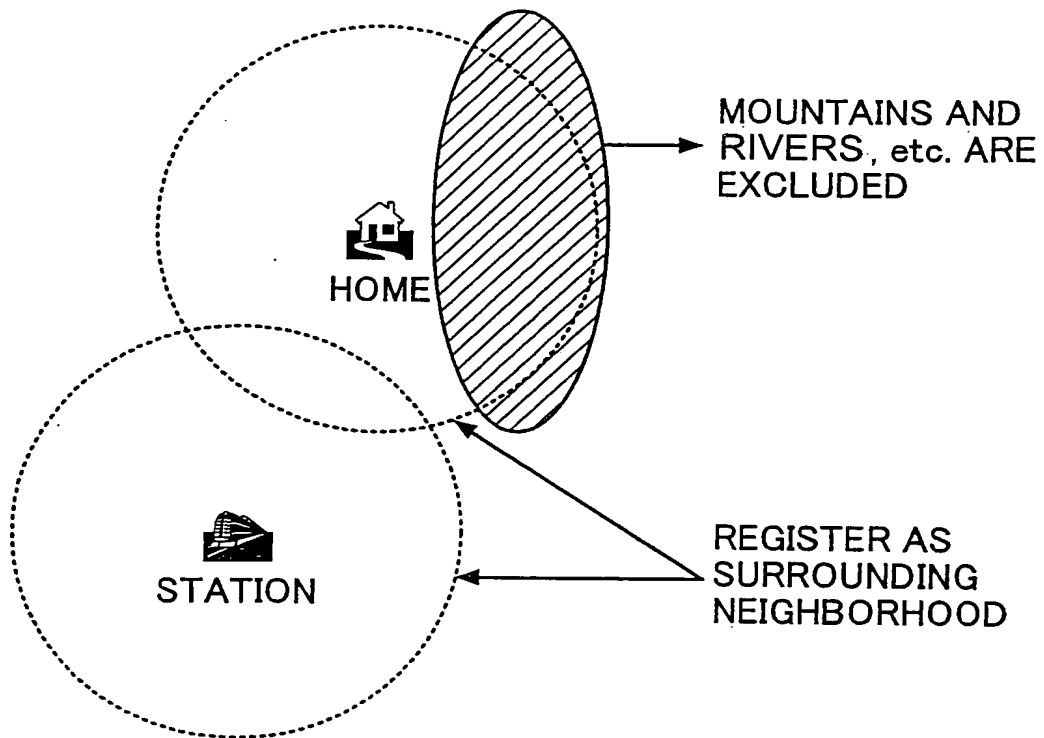 MOUNTAINS AND
RIVERS, etc. ARE
EXCLUDED
HOME
STATION
REGISTER AS
SURROUNDING
NEIGHBORHOOD